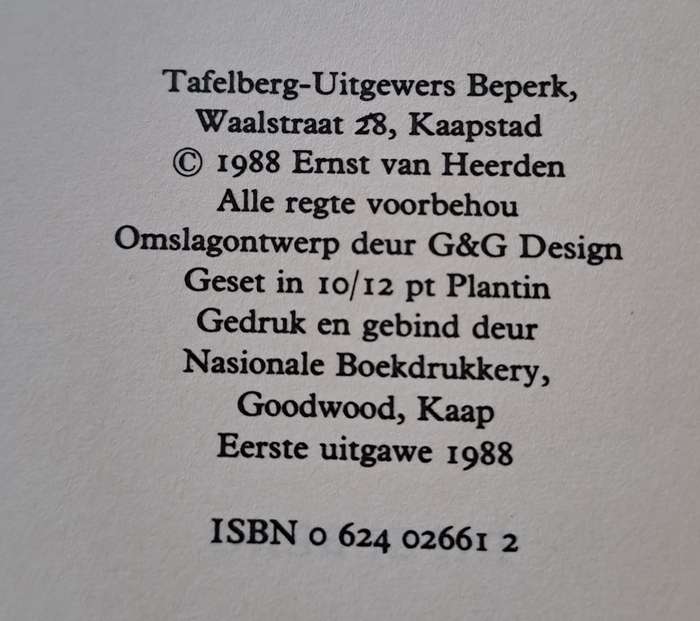 Tafelberg-Uitgewers Beperk,
Waalstraat 28, Kaapstad
© 1988 Ernst van Heerden
Alle regte voorbehou
Omslagontwerp deur G&G Design
Geset in 10/12 pt Plantin
Gedruk en gebind deur
Nasionale Boekdrukkery,
Goodwood, Kaap
Eerste uitgawe 1988
ISBN 0 624 02661 2